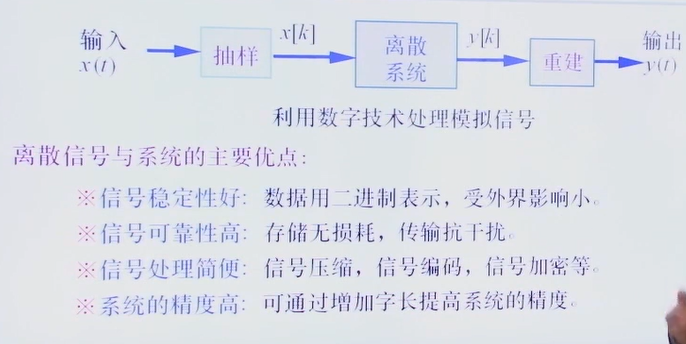 输入
x(t)
抽样
x[k]
离散
系统
y[k]
重建
输出
y(t)
利用数字技术处理模拟信号
离散信号与系统的主要优点:
※信号稳定性好: 数据用二进制表示，受外界影响小。
※信号可靠性高: 存储无损耗，传输抗干扰。
※信号处理简便: 信号压缩，信号编码，信号加密等。
※系统的精度高: 可通过增加字长提高系统的精度。